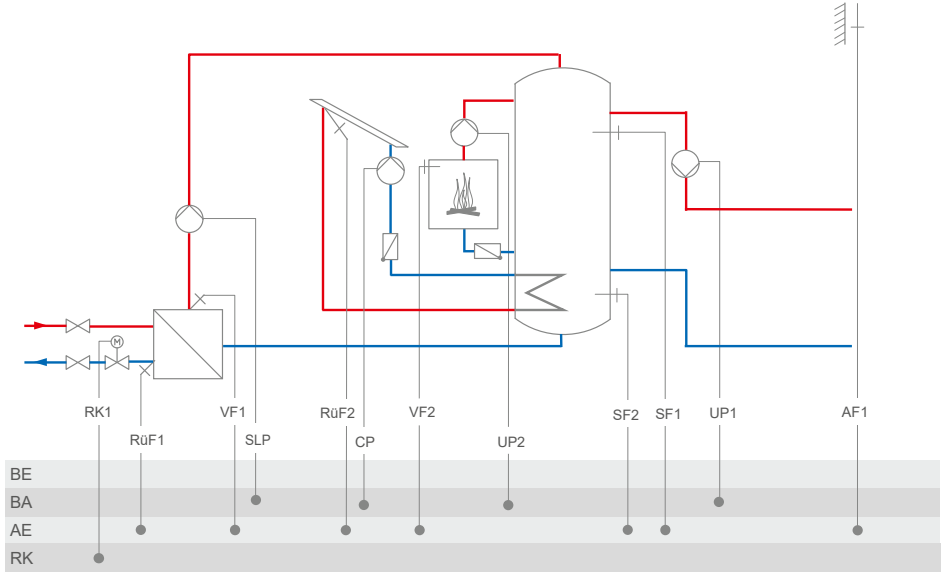 M
RK1
VF1
RüF2
VF2
SF2
SF1
UP1
AF1
RüF1
SLP
CP
UP2
BE
BA
AE
RK